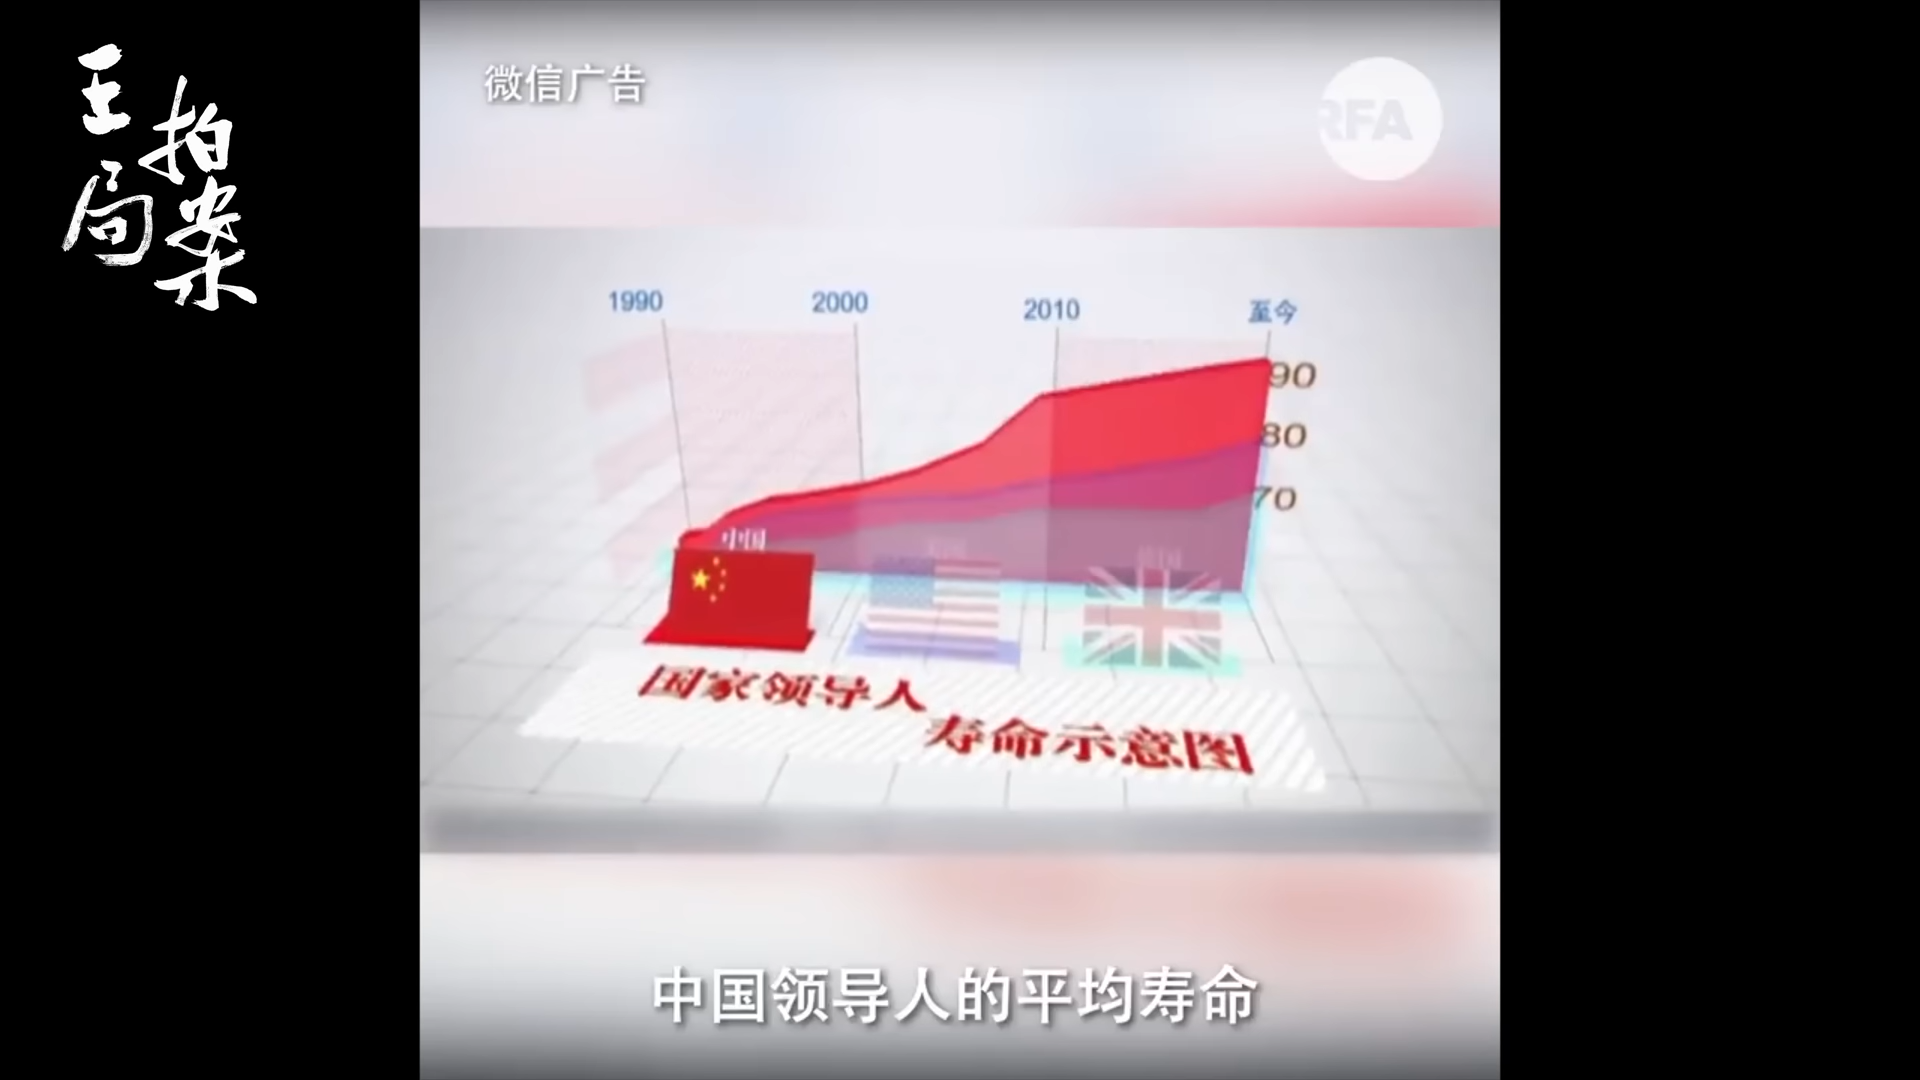 王局
拍案
微信广告
RFA
1990
2000
2010
至今
90
80
70
中国
国家领导人
寿命示意图
中国领导人的平均寿命